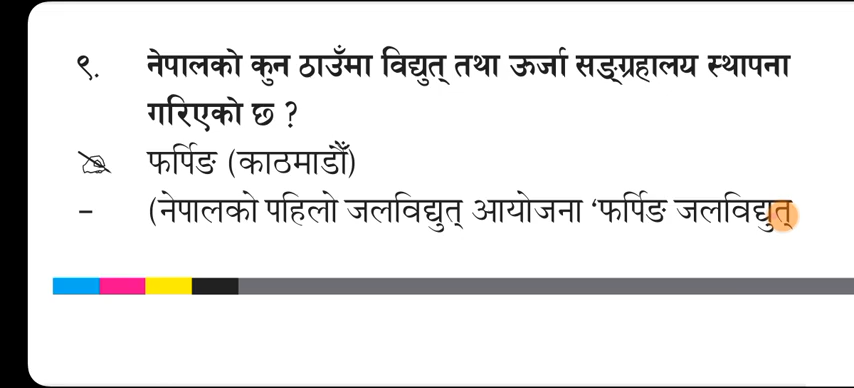 ९. नेपालको कुन ठाउँमा विद्युत् तथा ऊर्जा सङ्ग्रहालय स्थापना
गरिएको छ ?
फर्पिङ (काठमाडौँ)
– (नेपालको पहिलो जलविद्युत् आयोजना ‘फर्पिङ जलविद्युत्